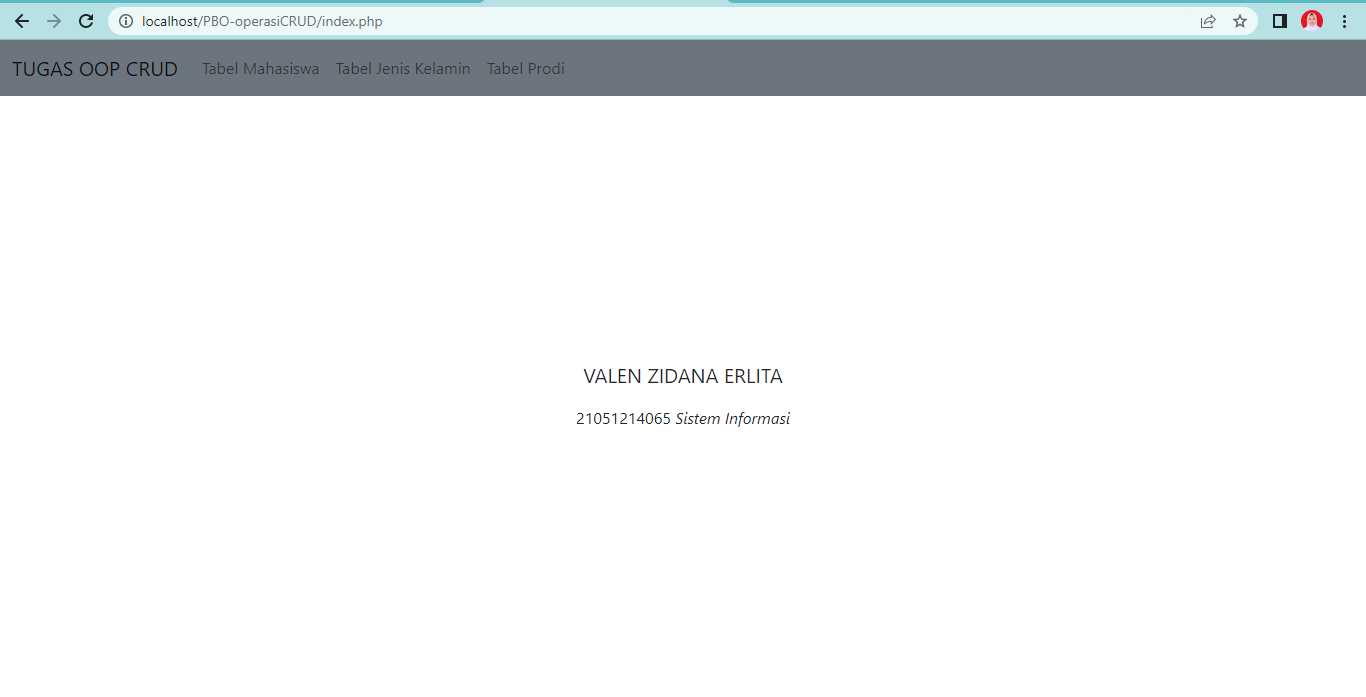 localhost/PBO-operasiCRUD/index.php
TUGAS OOP CRUD Tabel Mahasiswa Tabel Jenis Kelamin Tabel Prodi
VALEN ZIDANA ERLITA
21051214065 Sistem Informasi